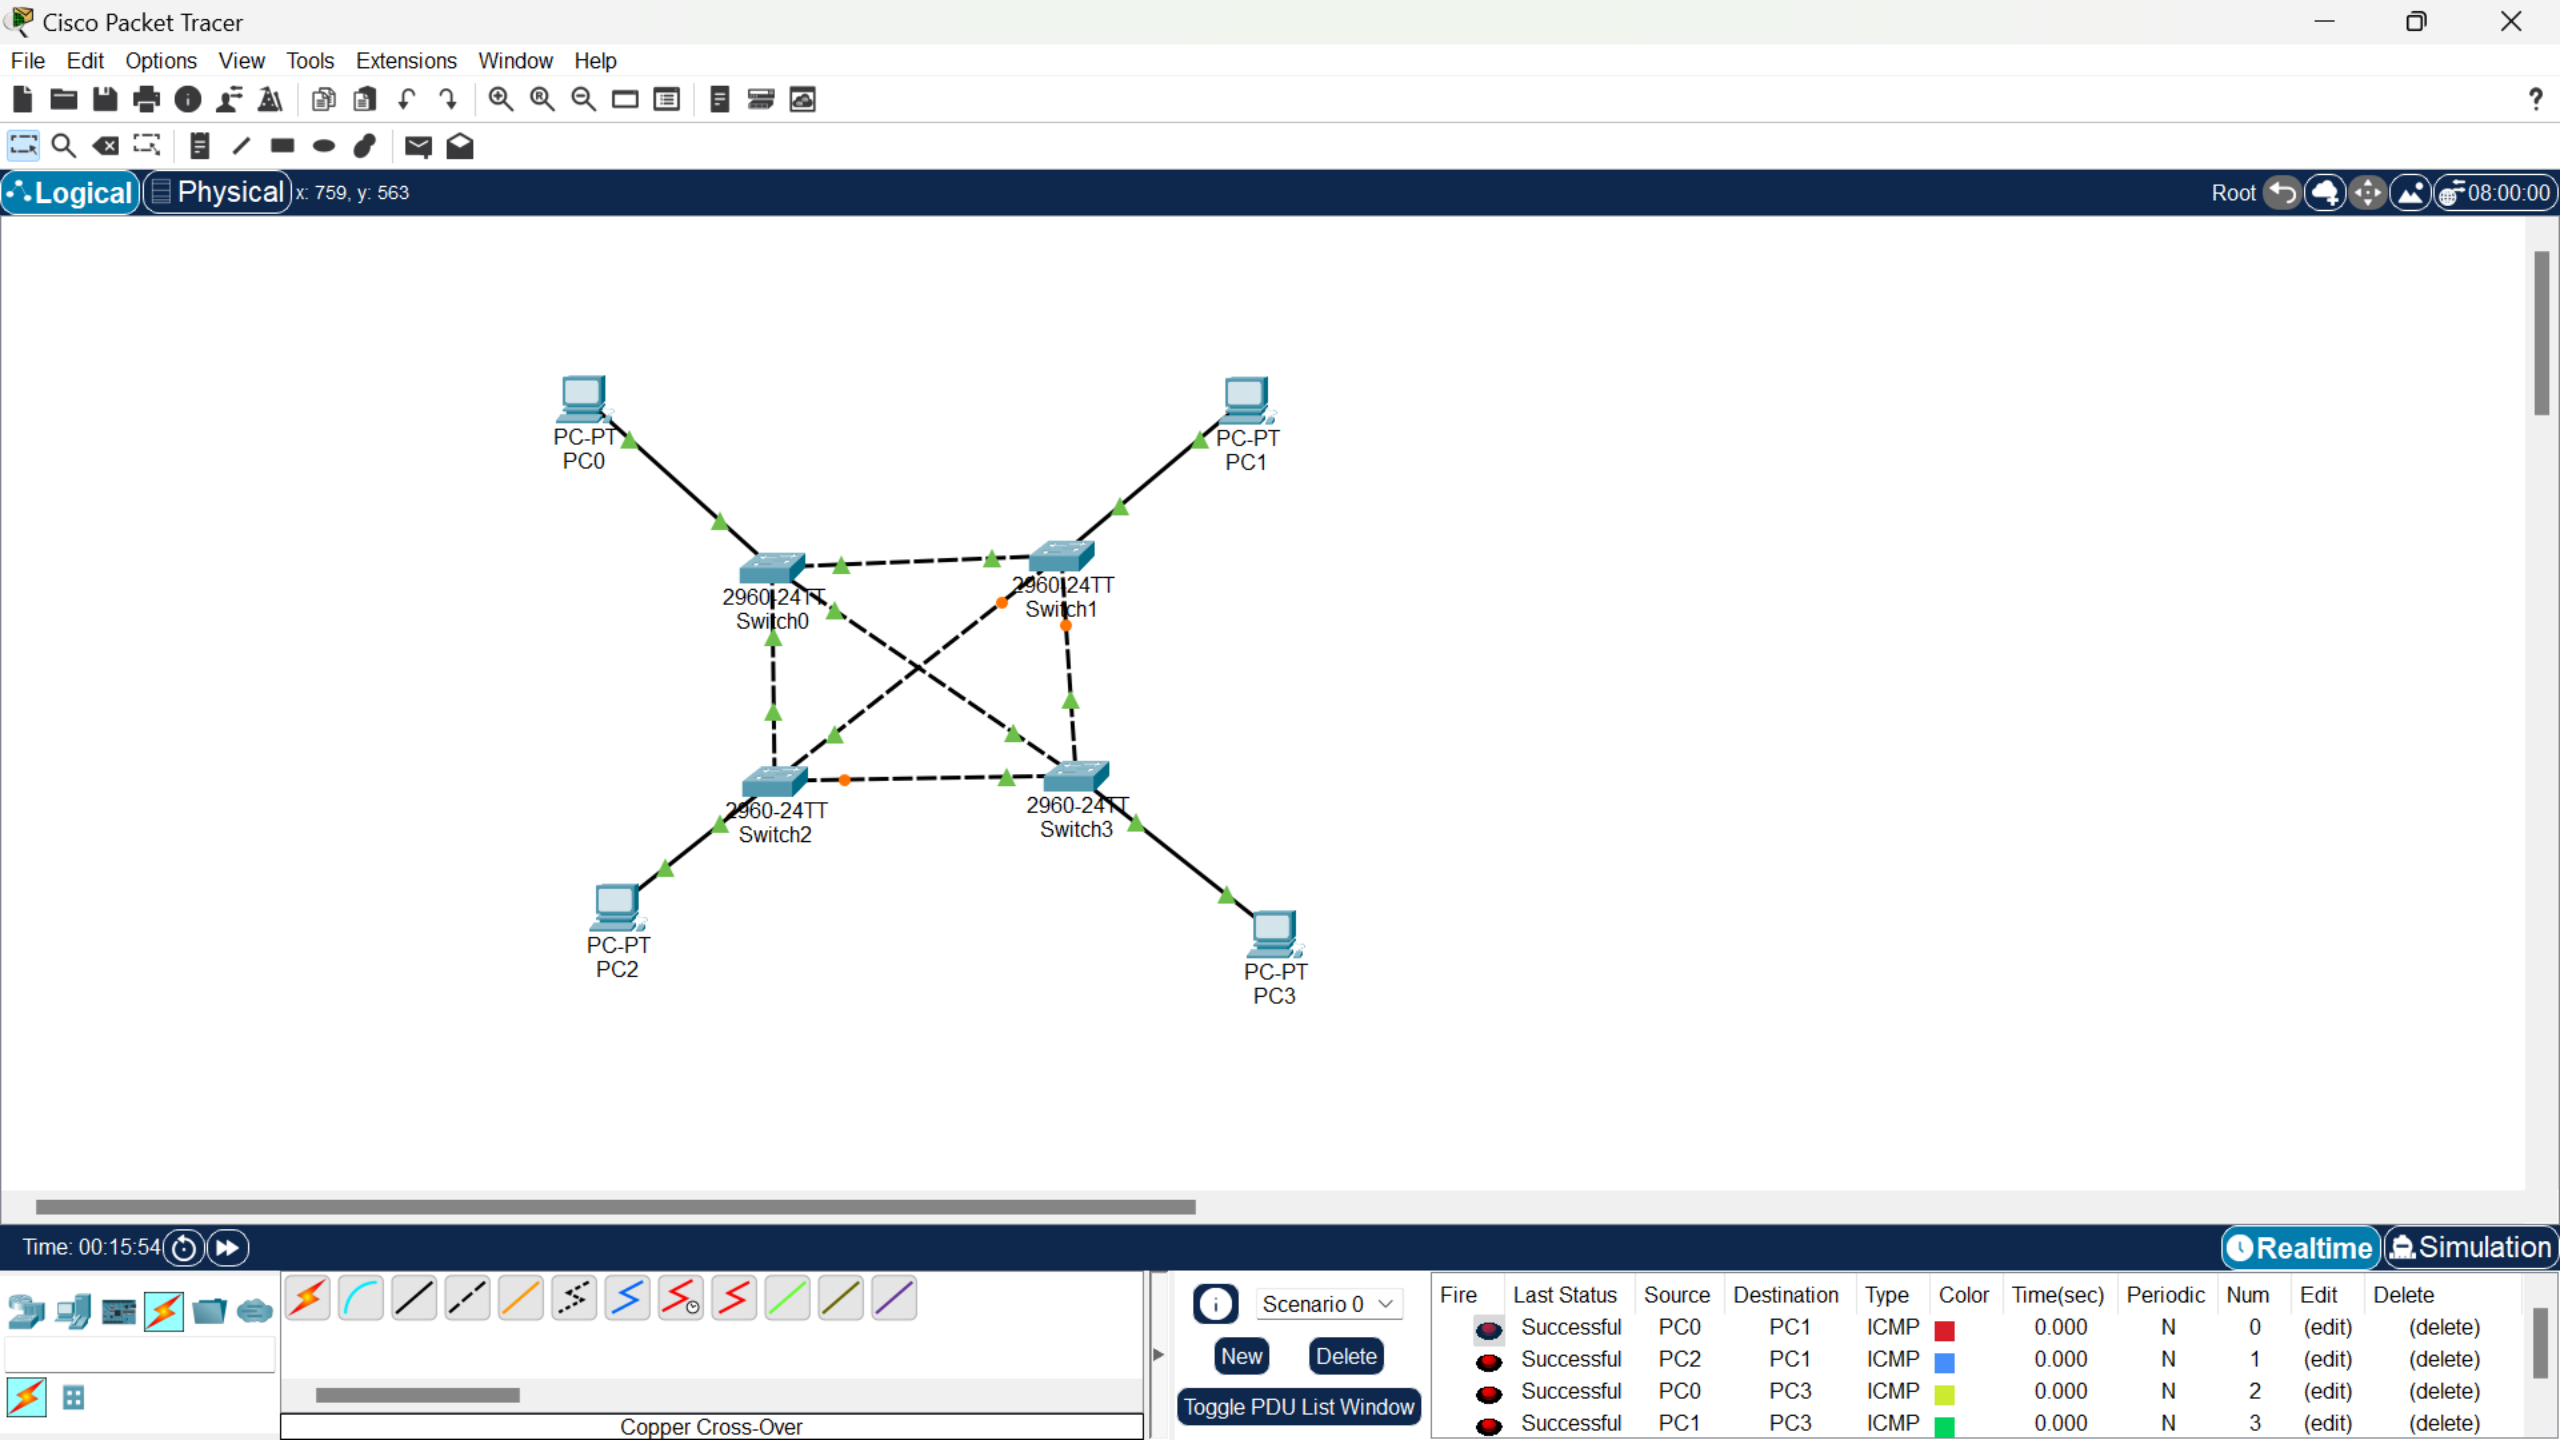 Cisco Packet Tracer
File Edit Options View Tools Extensions Window Help
?
Logical Physical x: 759, y: 563 Root 08:00:00
PC-PT
PC0
PC-PT
PC1
2960-24TT
Switch0
2960-24TT
Switch1
2960-24TT
Switch2
2960-24TT
Switch3
PC-PT
PC2
PC-PT
PC3
Time: 00:15:54 Realtime Simulation
Scenario 0
New Delete
Toggle PDU List Window
Copper Cross-Over
Fire Last Status Source Destination Type Color Time(sec) Periodic Num Edit Delete
Successful PC0 PC1 ICMP 0.000 N 0 (edit) (delete)
Successful PC2 PC1 ICMP 0.000 N 1 (edit) (delete)
Successful PC0 PC3 ICMP 0.000 N 2 (edit) (delete)
Successful PC1 PC3 ICMP 0.000 N 3 (edit) (delete)